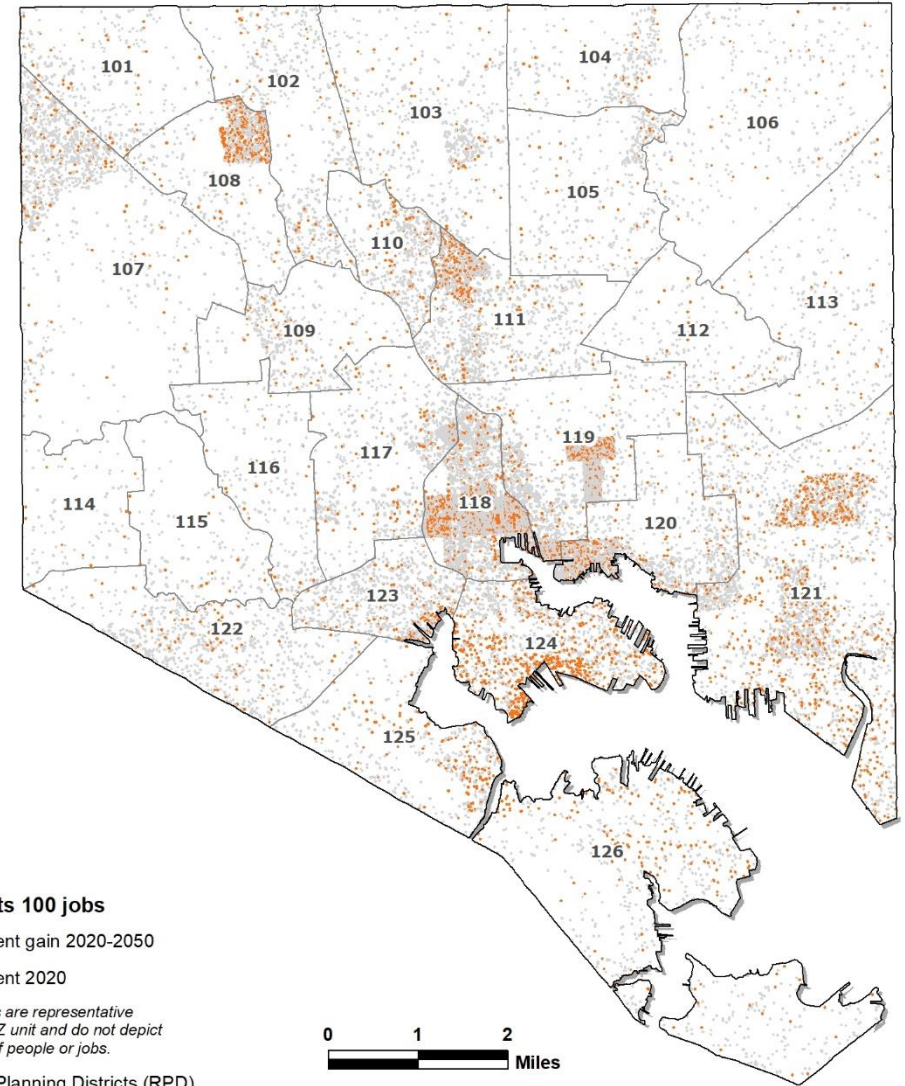 101
102
103
104
106
108
105
107
110
113
109
111
112
119
117
116
118
120
114
115
121
123
122
124
125
126
ts 100 jobs
ent gain 2020-2050
ent 2020
s are representative
Z unit and do not depict
f people or jobs.
0 1 2
Miles
Planning Districts (RPD)